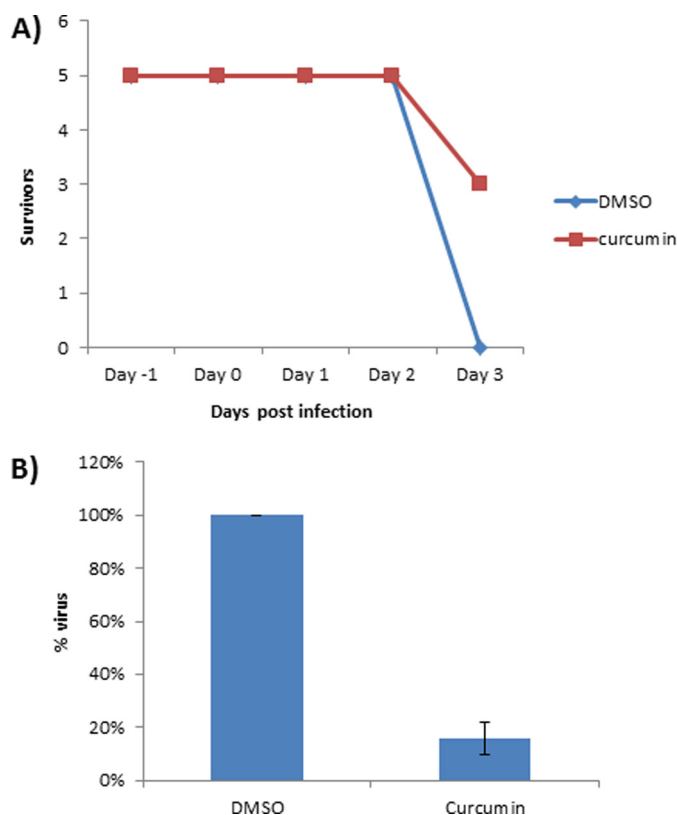 A)
6
5
4
3
2
1
0
Survivors
Day -1 Day 0 Day 1 Day 2 Day 3
Days post infection
DMSO
curcumin
B)
120%
100%
80%
60%
40%
20%
0%
% virus
DMSO Curcumin